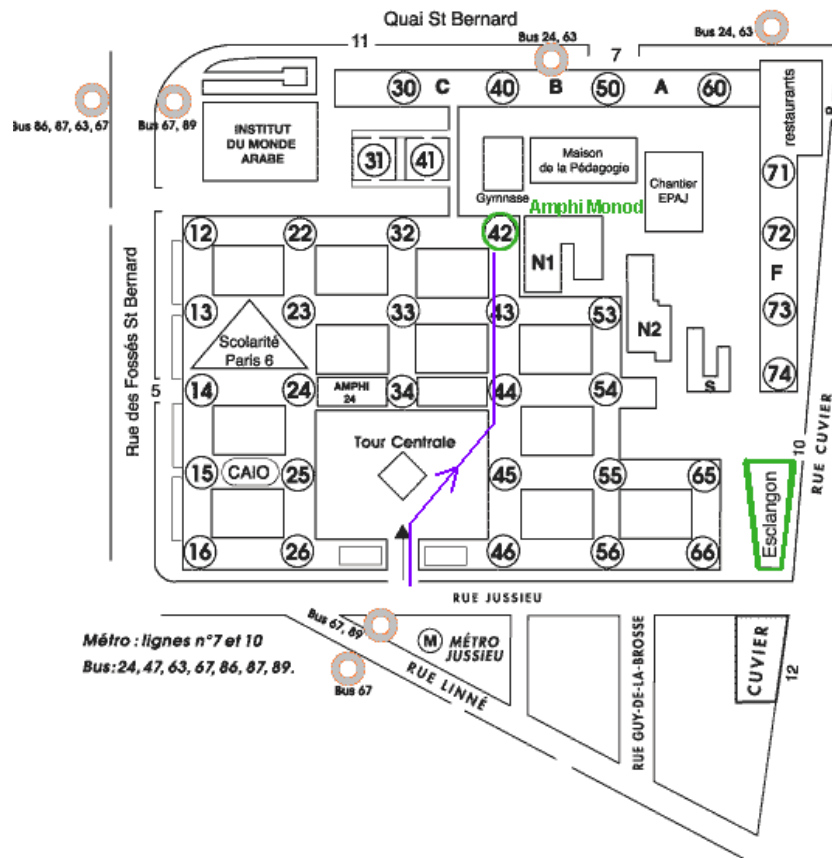 Quai St Bernard
11
Bus 24, 63
7
Bus 24, 63
30
C
40
B
50
A
60
restaurants
Bus 86, 87, 63, 67
Bus 67, 89
INSTITUT
DU MONDE
ARABE
31
41
Gymnase
Maison
de la Pédagogie
Chantier
EPAJ
71
Amphi Monod
12
22
32
42
N1
72
F
13
23
33
43
53
N2
73
Scolarité
Paris 6
14
24
AMPHI
24
34
44
54
S
74
Rue des Fossés St Bernard
5
Tour Centrale
10
RUE CUVIER
15
CAIO
25
45
55
65
Esclangon
16
26
46
56
66
RUE JUSSIEU
Bus 67, 89
M
MÉTRO
JUSSIEU
Métro : lignes n°7 et 10
Bus: 24, 47, 63, 67, 86, 87, 89.
Bus 67
RUE LINNÉ
RUE GUY-DE-LA-BROSSE
CUVIER
12